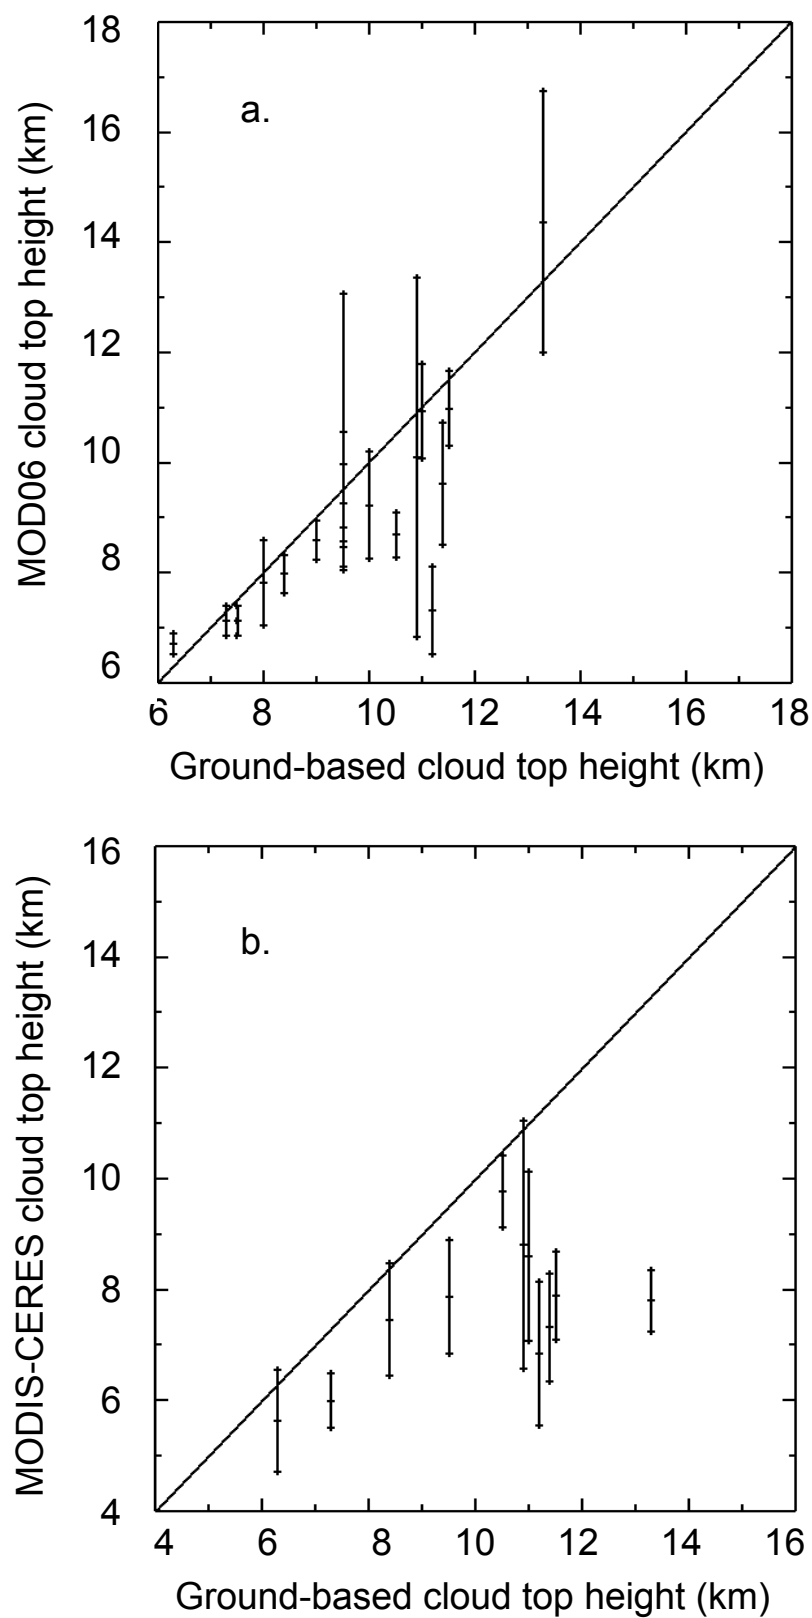 18
a.
16
14
12
10
8
6
MOD06 cloud top height (km)
6 8 10 12 14 16 18
Ground-based cloud top height (km)
16
b.
14
12
10
8
6
4
MODIS-CERES cloud top height (km)
4 6 8 10 12 14 16
Ground-based cloud top height (km)